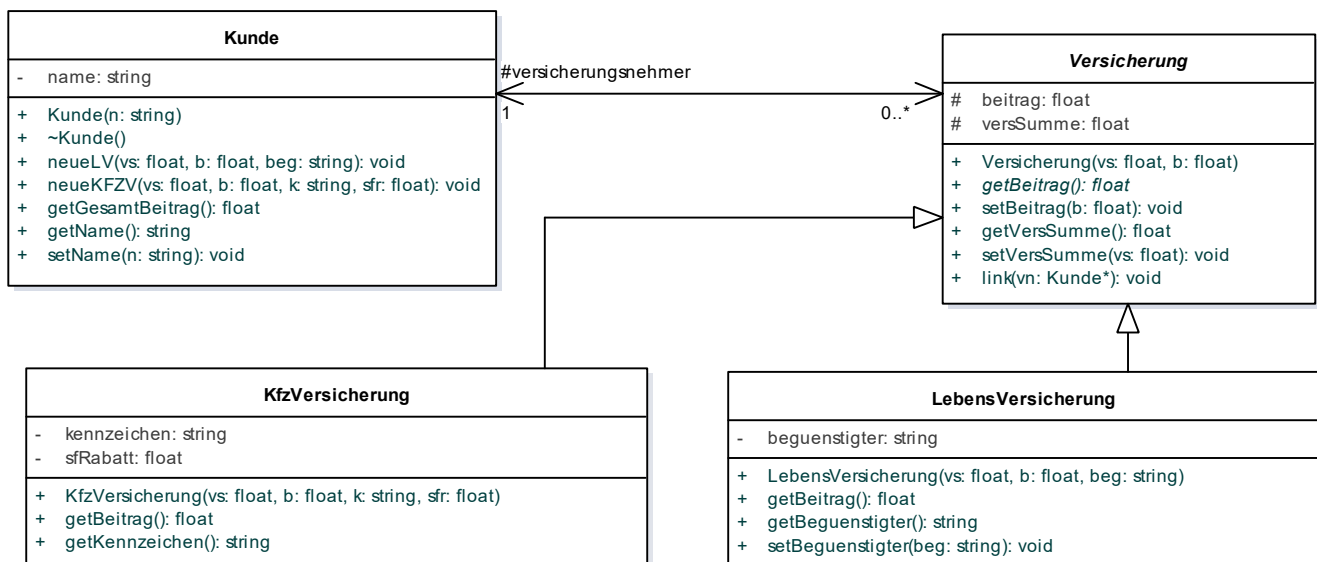 Kunde
- name: string
+ Kunde(n: string)
+ ~Kunde()
+ neueLV(vs: float, b: float, beg: string): void
+ neueKFZV(vs: float, b: float, k: string, sfr: float): void
+ getGesamtBeitrag(): float
+ getName(): string
+ setName(n: string): void
#versicherungsnehmer
1
0..*
Versicherung
# beitrag: float
# versSumme: float
+ Versicherung(vs: float, b: float)
+ getBeitrag(): float
+ setBeitrag(b: float): void
+ getVersSumme(): float
+ setVersSumme(vs: float): void
+ link(vn: Kunde*): void
KfzVersicherung
- kennzeichen: string
- sfRabatt: float
+ KfzVersicherung(vs: float, b: float, k: string, sfr: float)
+ getBeitrag(): float
+ getKennzeichen(): string
LebensVersicherung
- beguenstigter: string
+ LebensVersicherung(vs: float, b: float, beg: string)
+ getBeitrag(): float
+ getBeguenstigter(): string
+ setBeguenstigter(beg: string): void